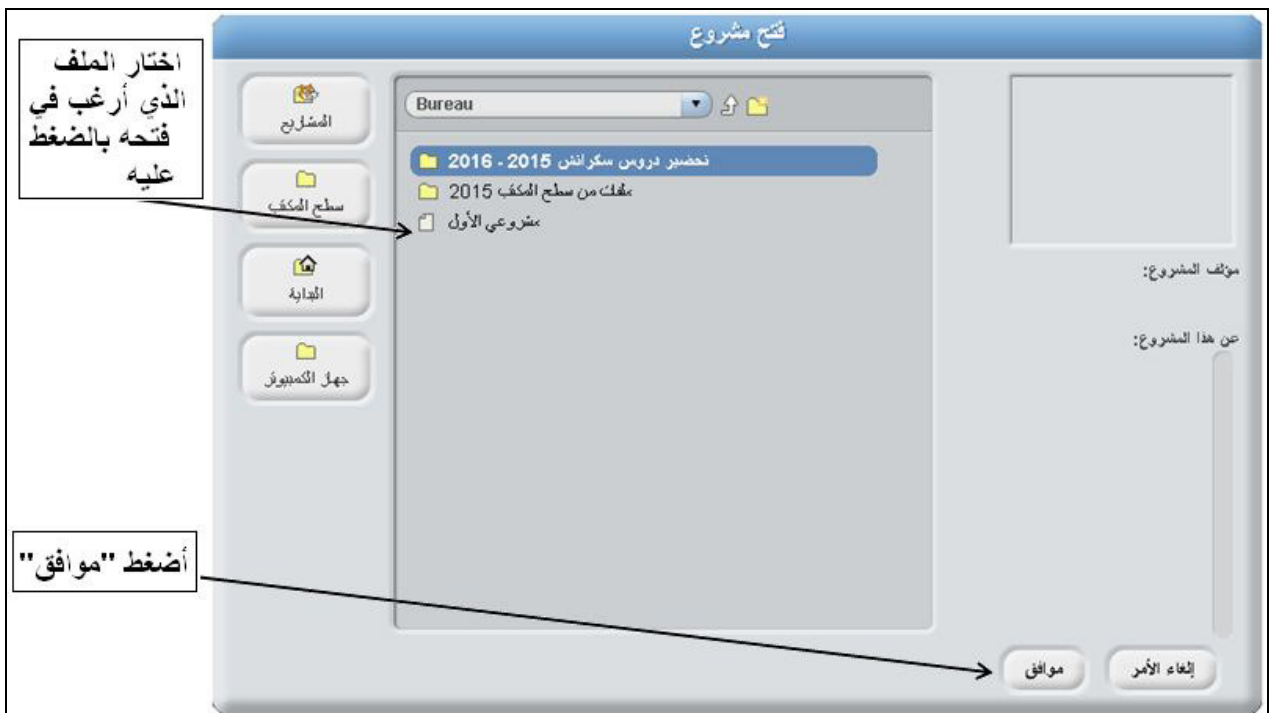 فتح مشروع
اختار الملف
الذي أرغب في
فتحه بالضغط
عليه
المشاريع
سطح المكتب
البداية
جهاز الكمبيوتر
Bureau
تحضير دروس سكراتش 2015 - 2016
ملفات من سطح المكتب 2015
مشروعي الأول
مؤلف المشروع:
عن هذا المشروع:
أضغط "موافق"
موافق
إلغاء الأمر